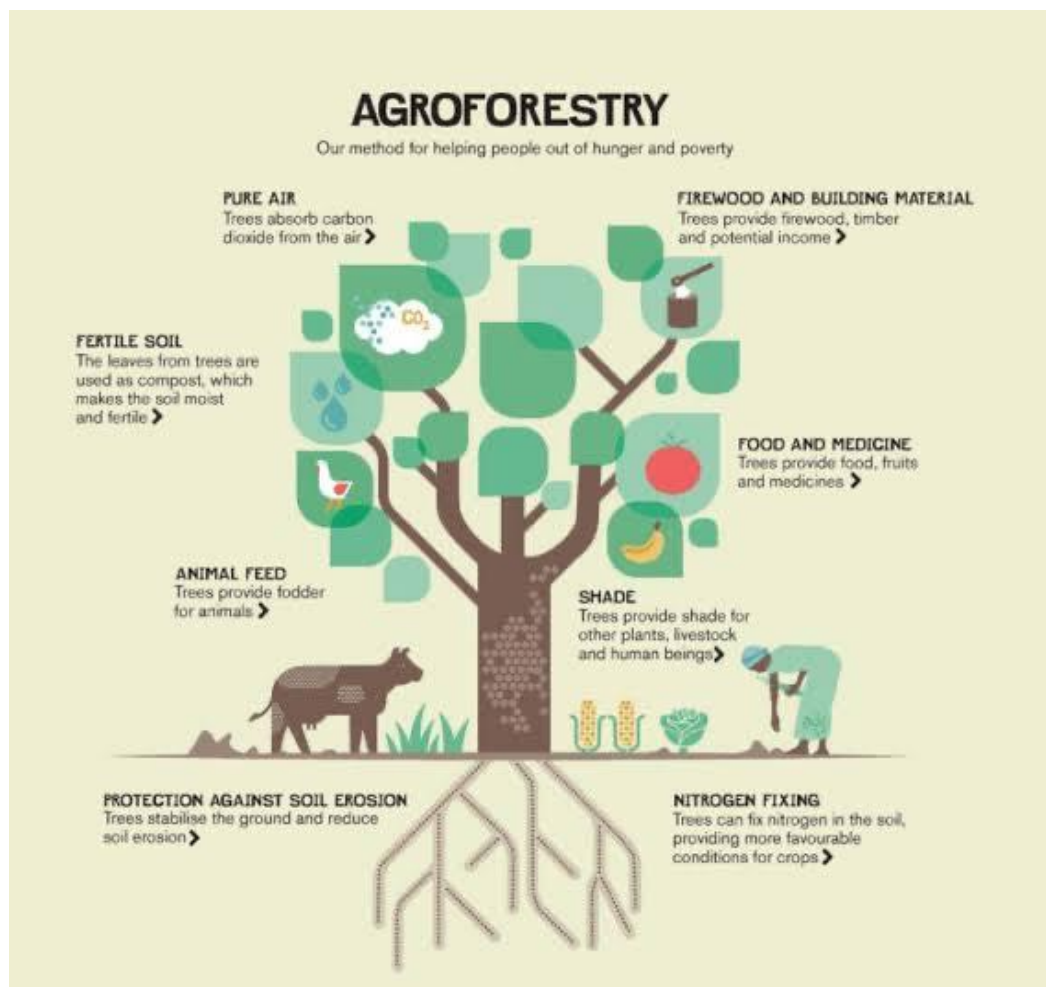 AGROFORESTRY
Our method for helping people out of hunger and poverty
PURE AIR
Trees absorb carbon
dioxide from the air
FIREWOOD AND BUILDING MATERIAL
Trees provide firewood, timber
and potential income
CO₂
FERTILE SOIL
The leaves from trees are
used as compost, which
makes the soil moist
and fertile
FOOD AND MEDICINE
Trees provide food, fruits
and medicines
ANIMAL FEED
Trees provide fodder
for animals
SHADE
Trees provide shade for
other plants, livestock
and human beings
PROTECTION AGAINST SOIL EROSION
Trees stabilise the ground and reduce
soil erosion
NITROGEN FIXING
Trees can fix nitrogen in the soil,
providing more favourable
conditions for crops